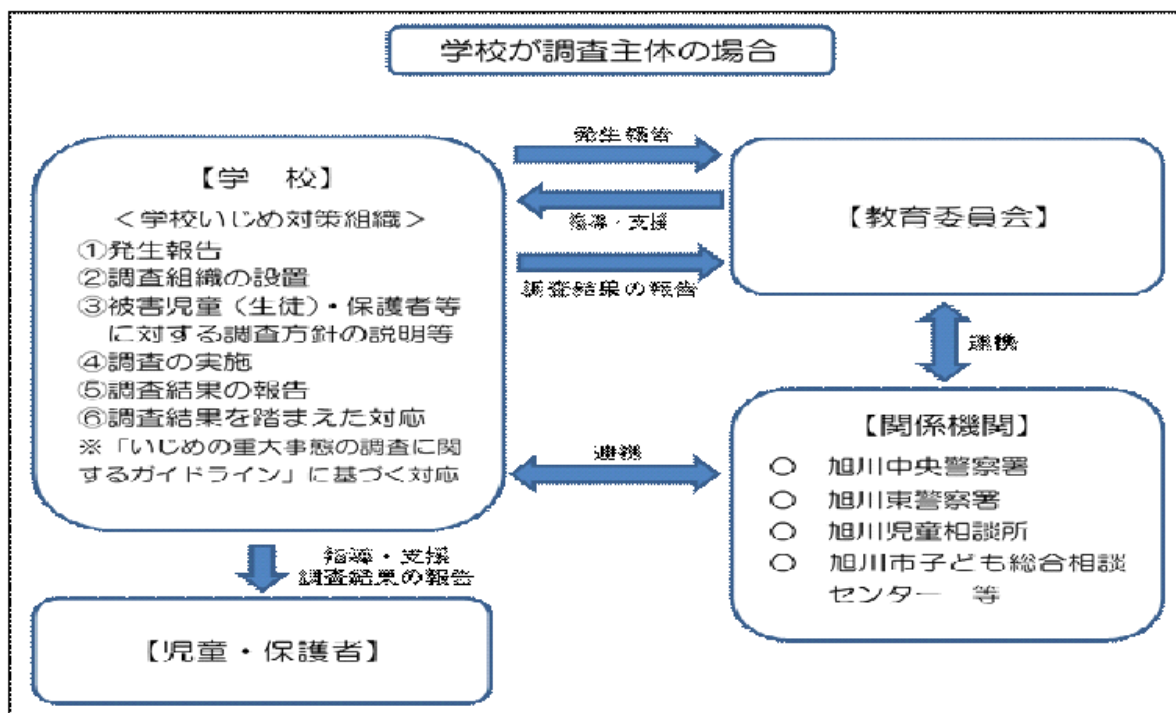 学校が調査主体の場合
【学　校】
＜学校いじめ対策組織＞
①発生報告
②調査組織の設置
③被害児童（生徒）・保護者等
に対する調査方針の説明等
④調査の実施
⑤調査結果の報告
⑥調査結果を踏まえた対応
※「いじめの重大事態の調査に関
するガイドライン」に基づく対応
発生報告
指導・支援
調査結果の報告
【教育委員会】
連携
連携
【関係機関】
○　旭川中央警察署
○　旭川東警察署
○　旭川児童相談所
○　旭川市子ども総合相談
センター　等
指導・支援
調査結果の報告
【児童・保護者】